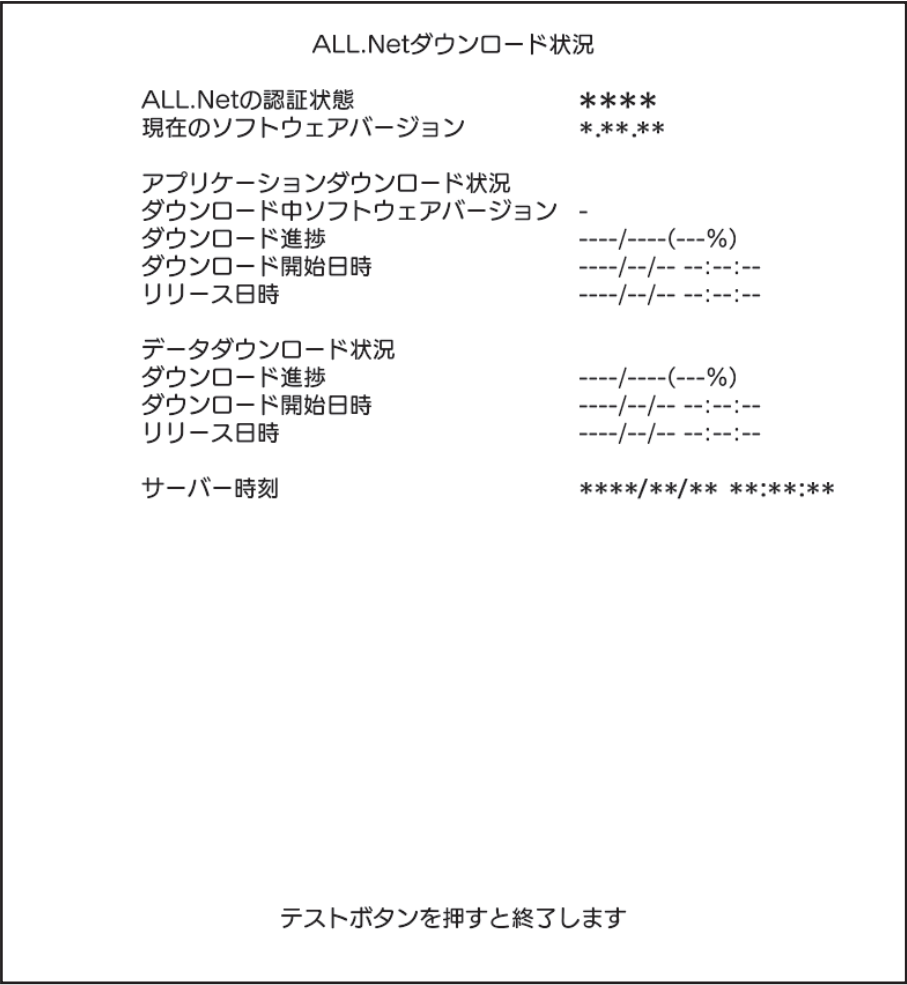 ALL.Netダウンロード状況
ALL.Netの認証状態 ****
現在のソフトウェアバージョン *.**.**
アプリケーションダウンロード状況
ダウンロード中ソフトウェアバージョン -
ダウンロード進捗 ----/----(---%)
ダウンロード開始日時 ----/--/-- --:--:--
リリース日時 ----/--/-- --:--:--
データダウンロード状況
ダウンロード進捗 ----/----(---%)
ダウンロード開始日時 ----/--/-- --:--:--
リリース日時 ----/--/-- --:--:--
サーバー時刻 ****/**/** **:**:**
テストボタンを押すと終了します